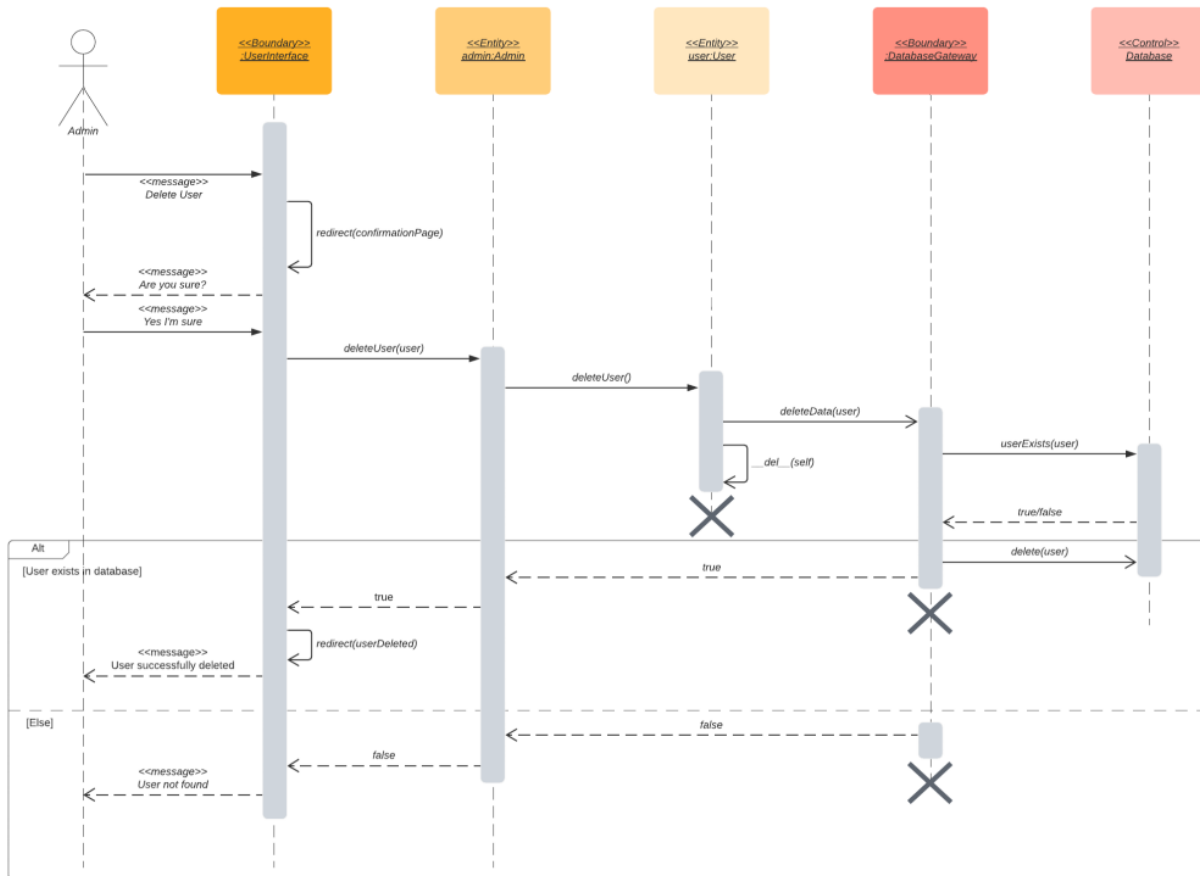 <<Boundary>>
:UserInterface
<<Entity>>
admin:Admin
<<Entity>>
user:User
<<Boundary>>
:DatabaseGateway
<<Control>>
Database
Admin
<<message>>
Delete User
redirect(confirmationPage)
<<message>>
Are you sure?
<<message>>
Yes I'm sure
deleteUser(user)
deleteUser()
deleteData(user)
userExists(user)
__del__(self)
true/false
Alt
delete(user)
[User exists in database]
true
true
redirect(userDeleted)
<<message>>
User successfully deleted
[Else]
false
false
<<message>>
User not found